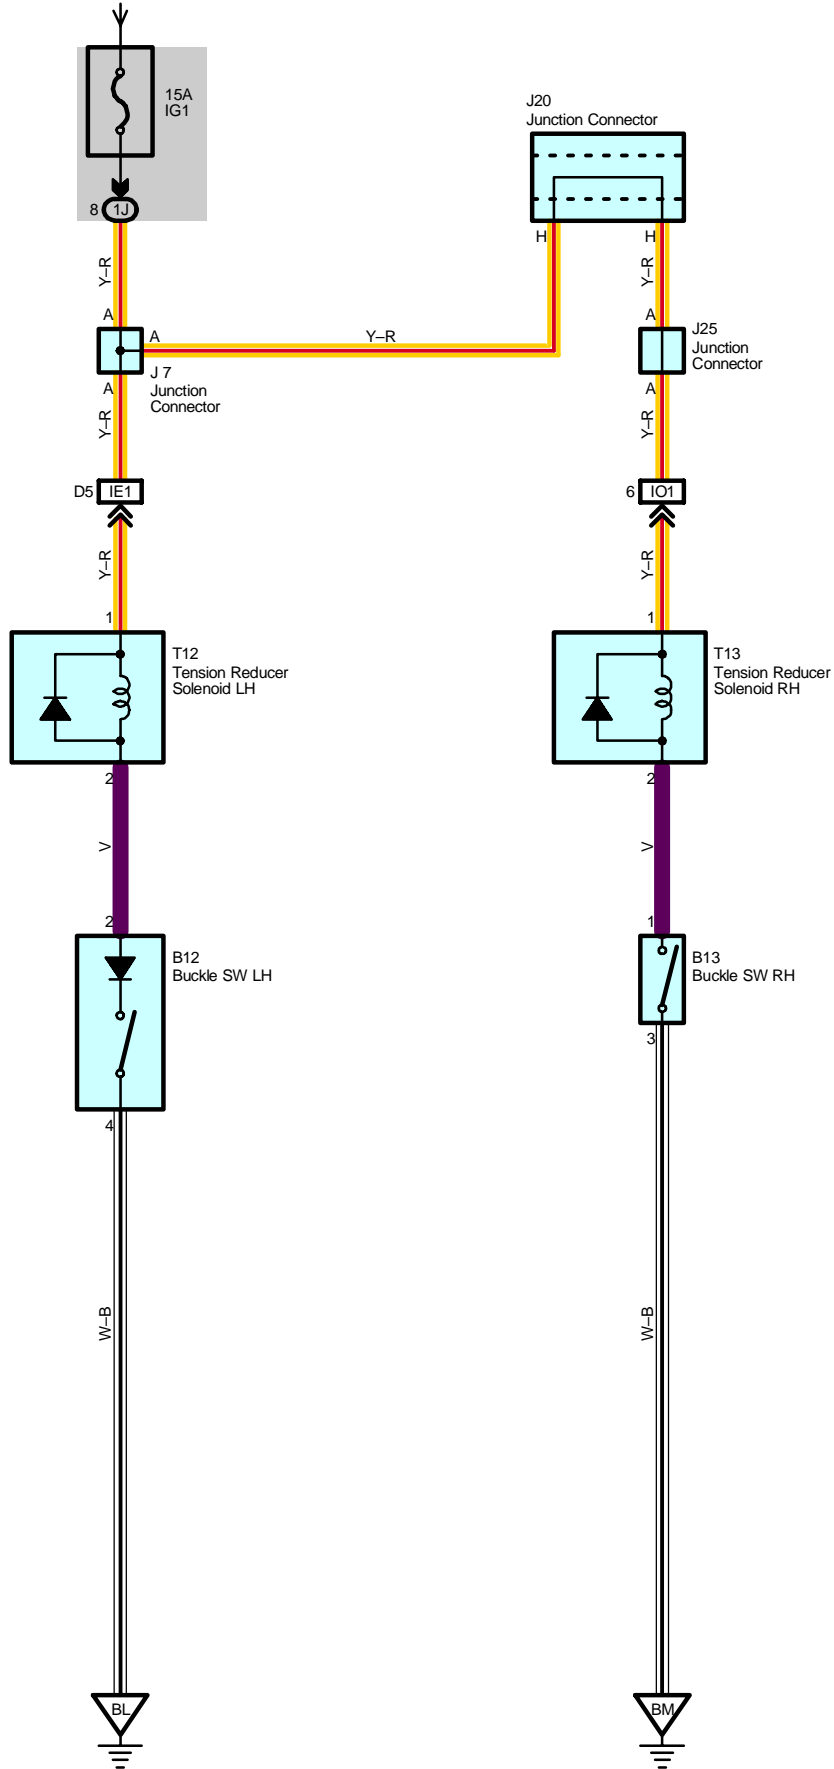 15A
IG1
8 1J
J20
Junction Connector
H
H
Y–R
Y–R
A
A
Y–R
A
J25
Junction
Connector
J 7
Junction
Connector
A
A
Y–R
Y–R
D5 IE1
6 IO1
Y–R
Y–R
1
1
T12
Tension Reducer
Solenoid LH
T13
Tension Reducer
Solenoid RH
2
2
V
V
2
1
B12
Buckle SW LH
B13
Buckle SW RH
3
4
W–B
W–B
BL
BM